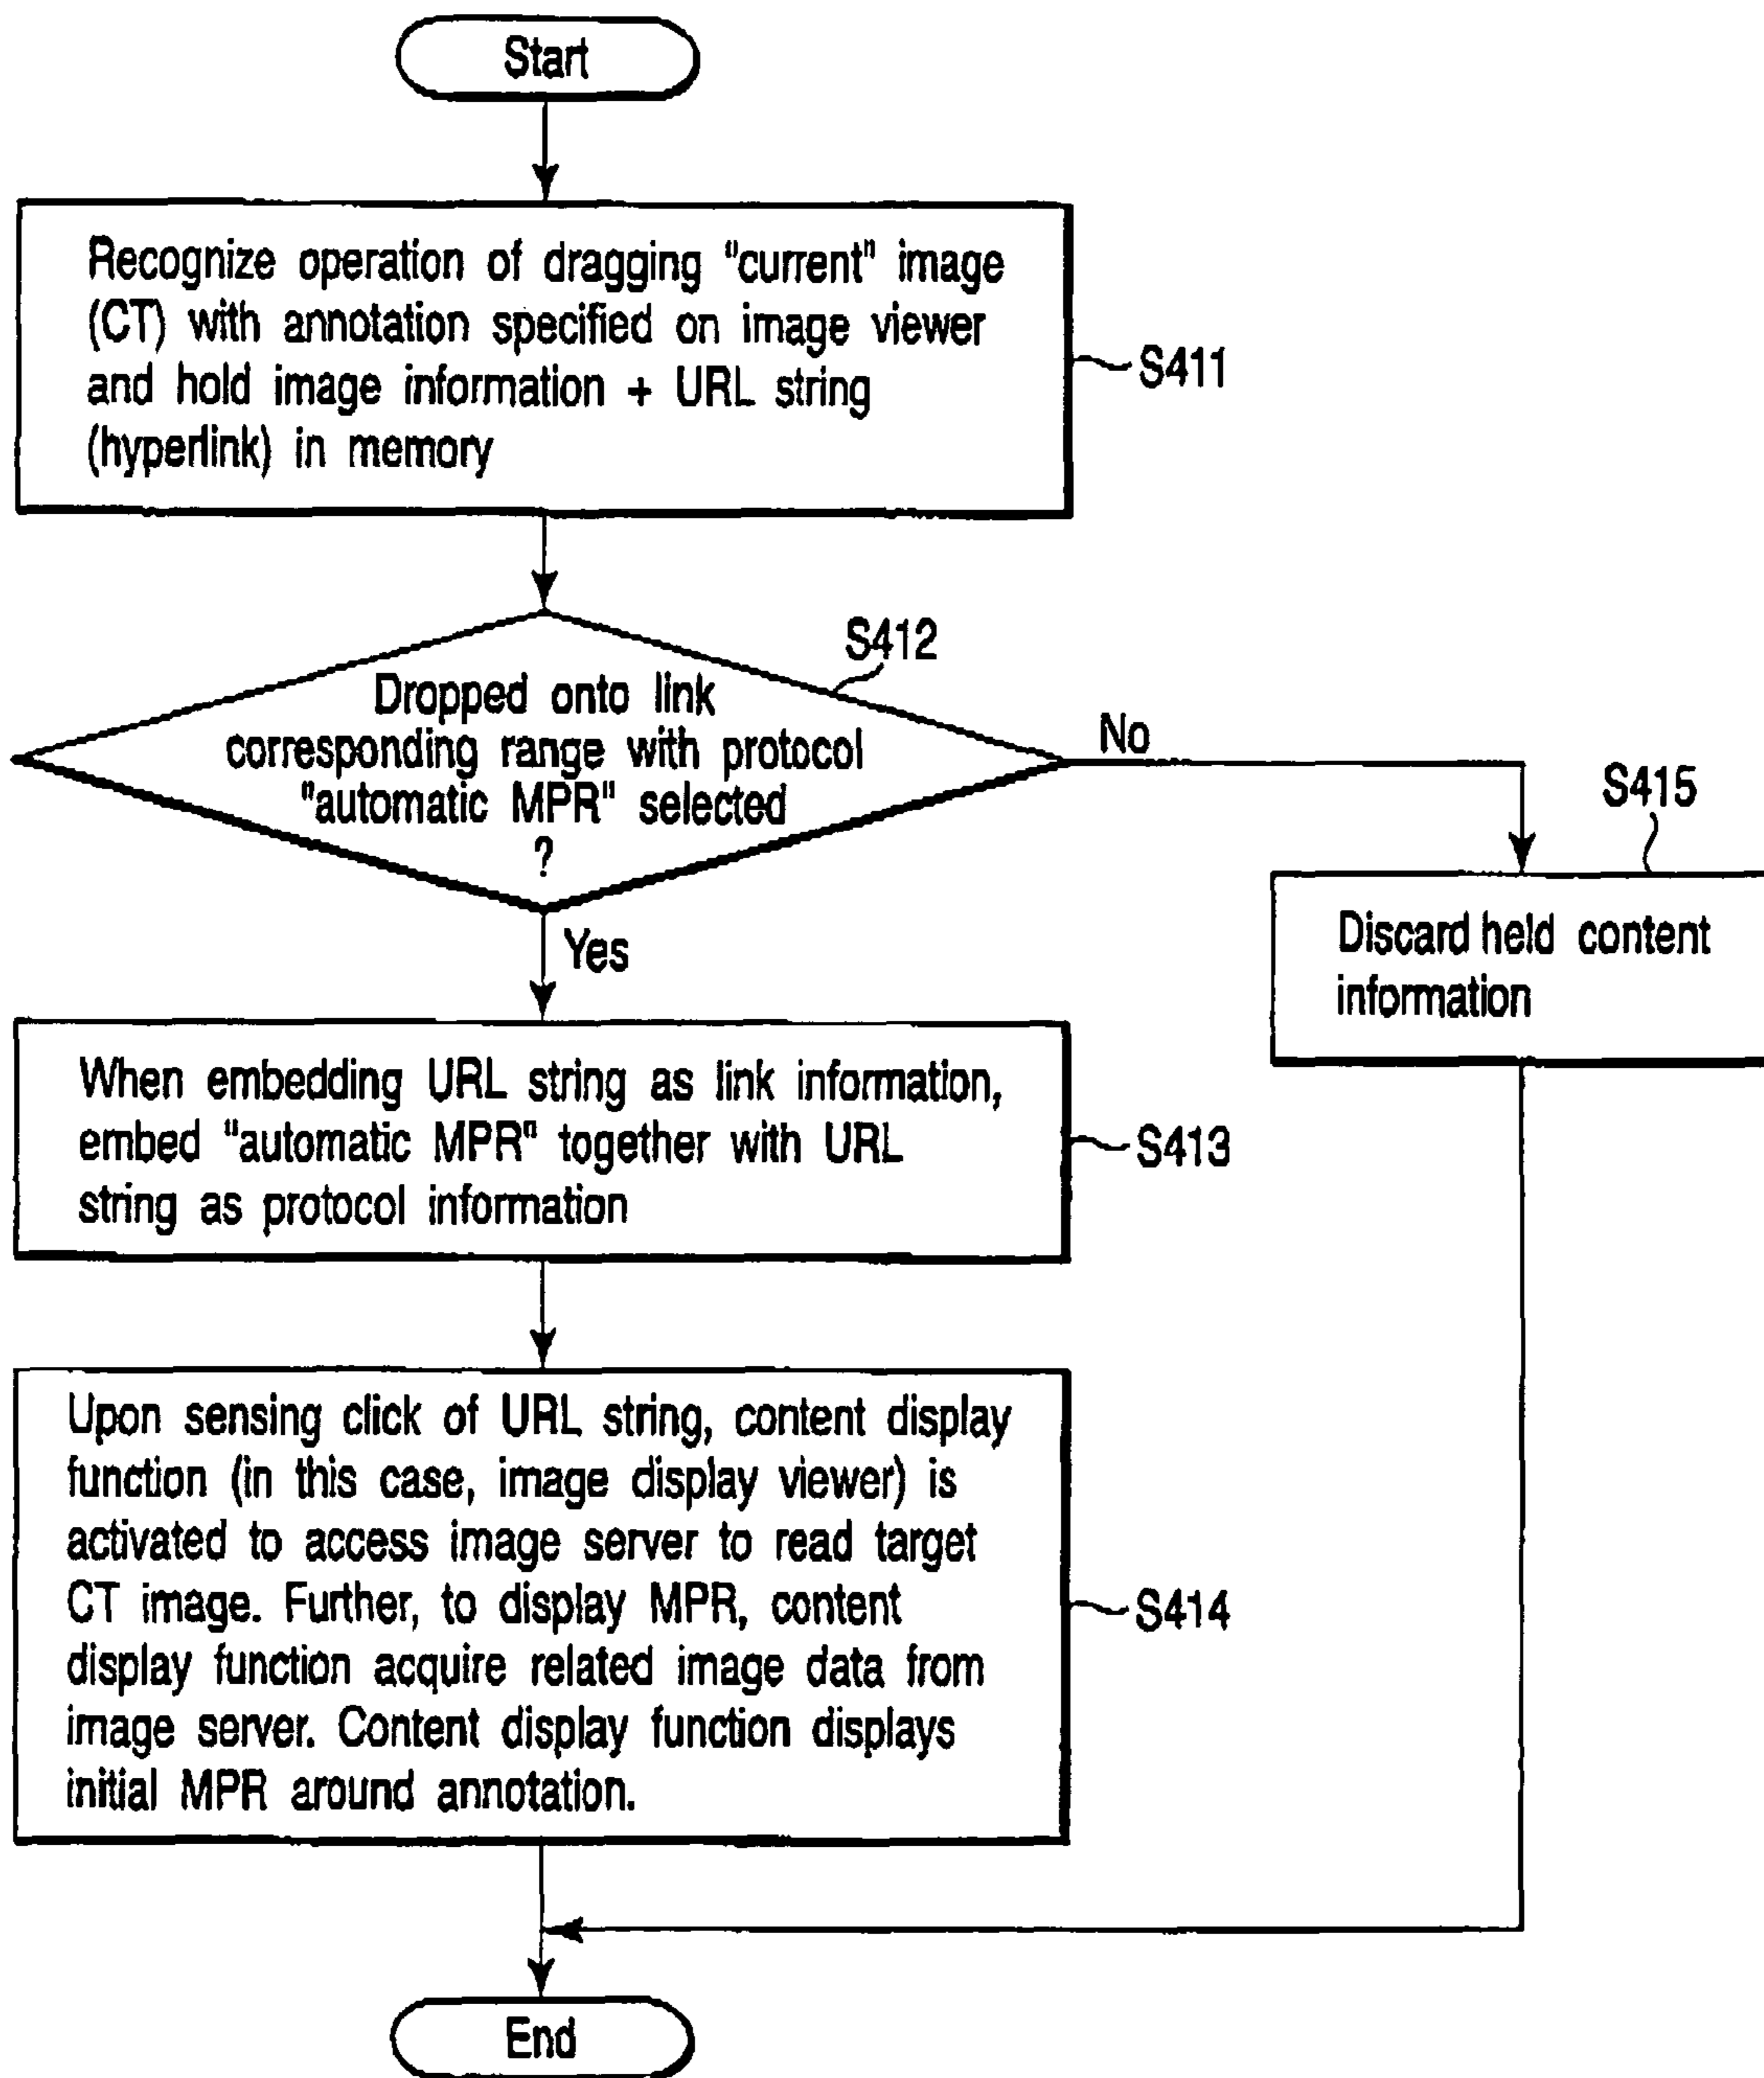 Start
Recognize operation of dragging "current" image
(CT) with annotation specified on image viewer
and hold image information + URL string
(hyperlink) in memory
S411
S412
Dropped onto link
corresponding range with protocol
"automatic MPR" selected
?
No
Yes
S415
Discard held content
information
When embedding URL string as link information,
embed "automatic MPR" together with URL
string as protocol information
S413
Upon sensing click of URL string, content display
function (in this case, image display viewer) is
activated to access image server to read target
CT image. Further, to display MPR, content
display function acquire related image data from
image server. Content display function displays
initial MPR around annotation.
S414
End